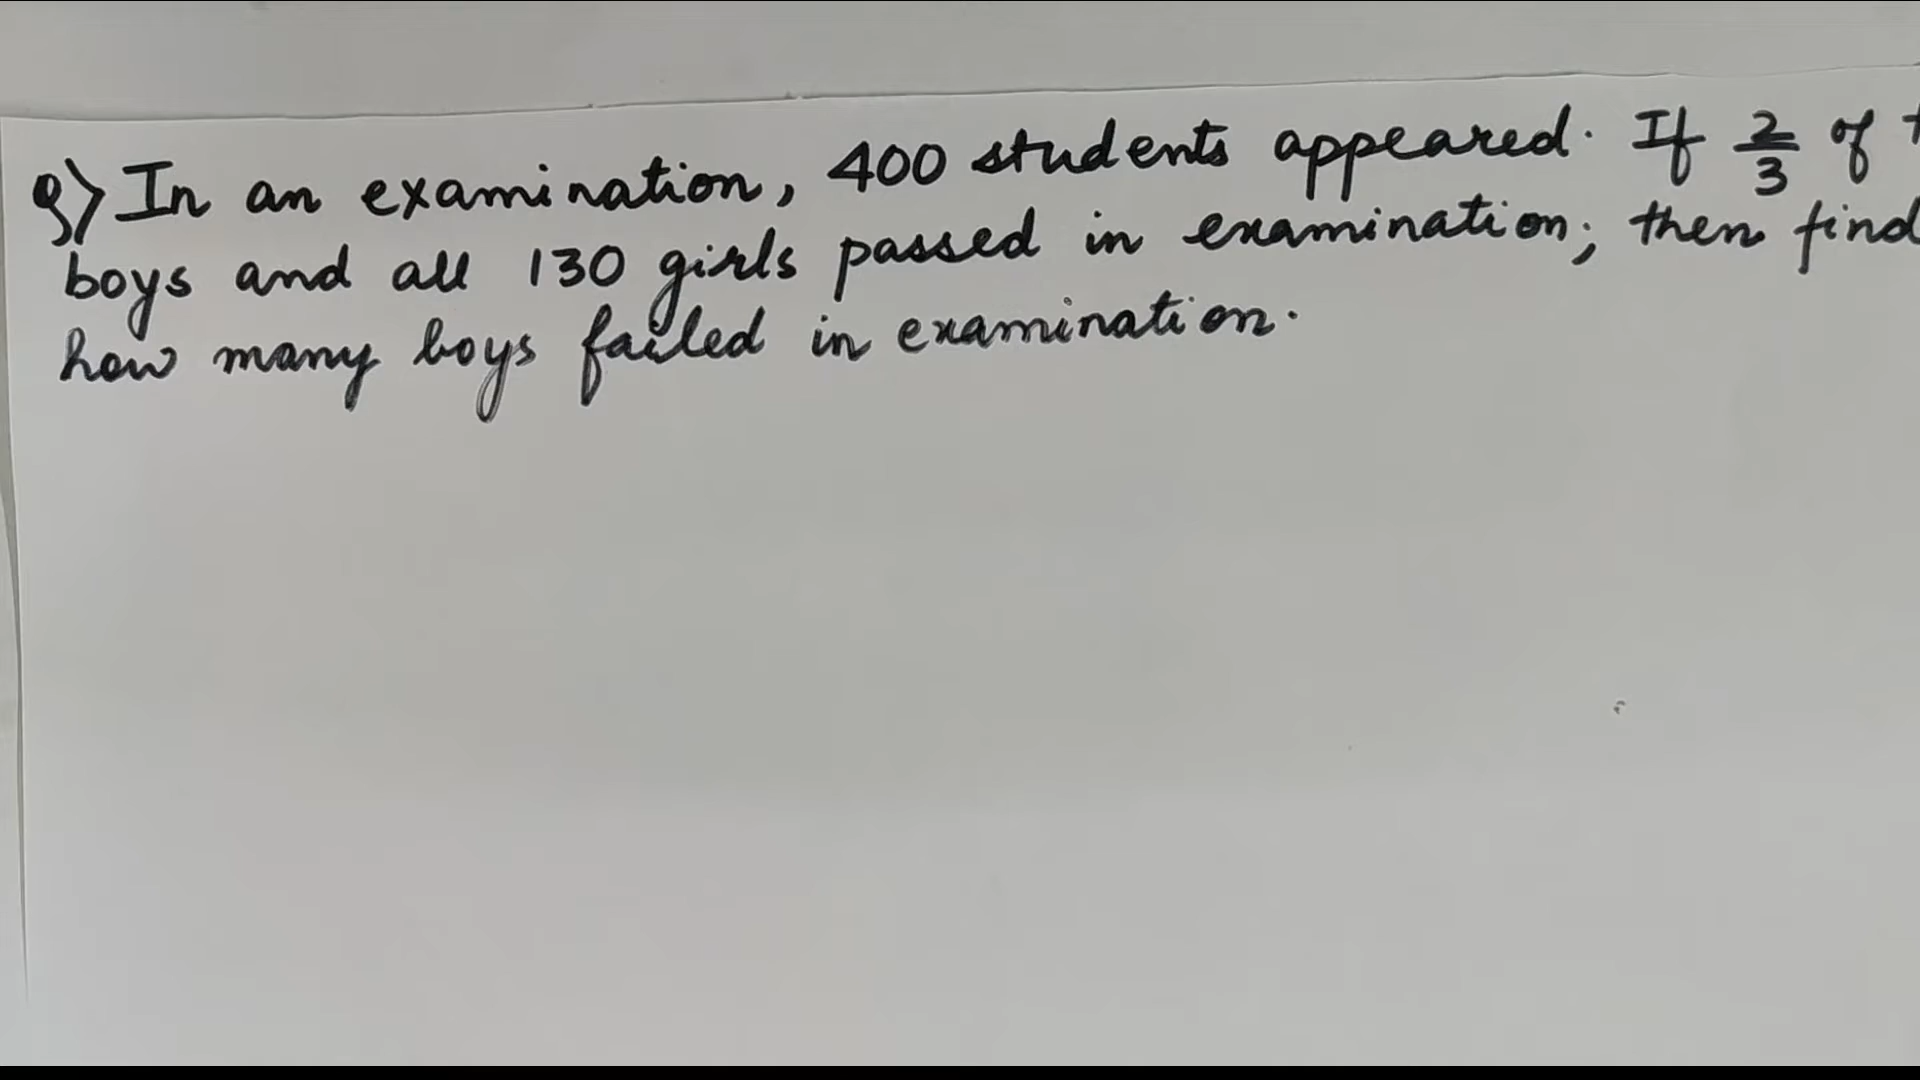 Q) In an examination, 400 students appeared. If 2/3 of
boys and all 130 girls passed in examination; then find
how many boys failed in examination.